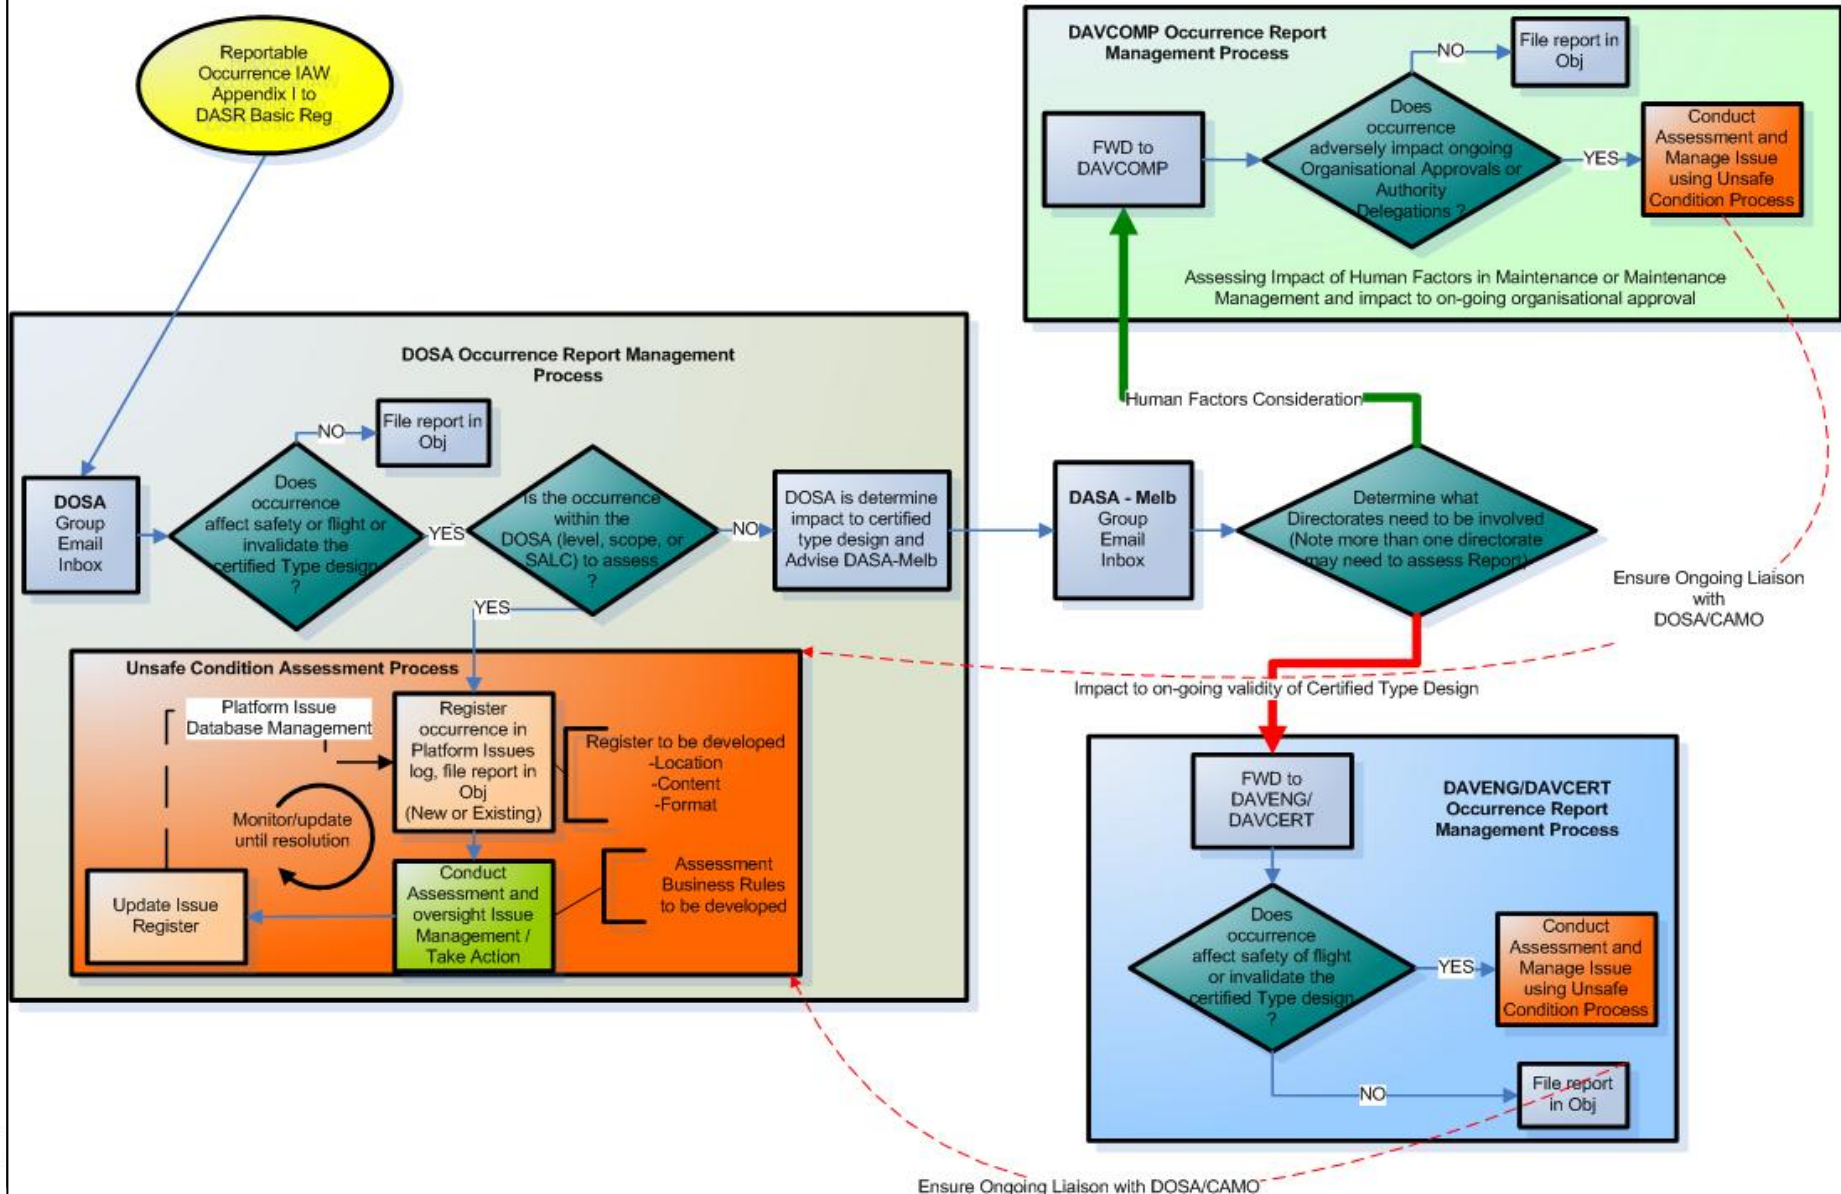 Reportable
Occurrence IAW
Appendix I to
DASR Basic Reg
DAVCOMP Occurrence Report
Management Process
NO
File report in
Obj
FWD to
DAVCOMP
Does
occurrence
adversely impact ongoing
Organisational Approvals or
Authority
Delegations ?
YES
Conduct
Assessment and
Manage Issue
using Unsafe
Condition Process
Assessing Impact of Human Factors in Maintenance or Maintenance
Management and impact to on-going organisational approval
DOSA Occurrence Report Management
Process
NO
File report in
Obj
DOSA
Group
Email
Inbox
Does
occurrence
affect safety or flight or
invalidate the
certified Type design
?
YES
Is the occurrence
within the
DOSA (level, scope, or
SALC) to assess
?
NO
DOSA is determine
impact to certified
type design and
Advise DASA-Melb
YES
Human Factors Consideration
DASA - Melb
Group
Email
Inbox
Determine what
Directorates need to be involved
(Note more than one directorate
may need to assess Report)
Ensure Ongoing Liaison
with
DOSA/CAMO
Impact to on-going validity of Certified Type Design
Unsafe Condition Assessment Process
Platform Issue
Database Management
Register
occurrence in
Platform Issues
log, file report in
Obj
(New or Existing)
Register to be developed
-Location
-Content
-Format
Monitor/update
until resolution
Update Issue
Register
Conduct
Assessment and
oversight Issue
Management /
Take Action
Assessment
Business Rules
to be developed
FWD to
DAVENG/
DAVCERT
DAVENG/DAVCERT
Occurrence Report
Management Process
Does
occurrence
affect safety of flight
or invalidate the
certified Type design
?
YES
Conduct
Assessment and
Manage Issue
using Unsafe
Condition Process
NO
File report
in Obj
Ensure Ongoing Liaison with DOSA/CAMO